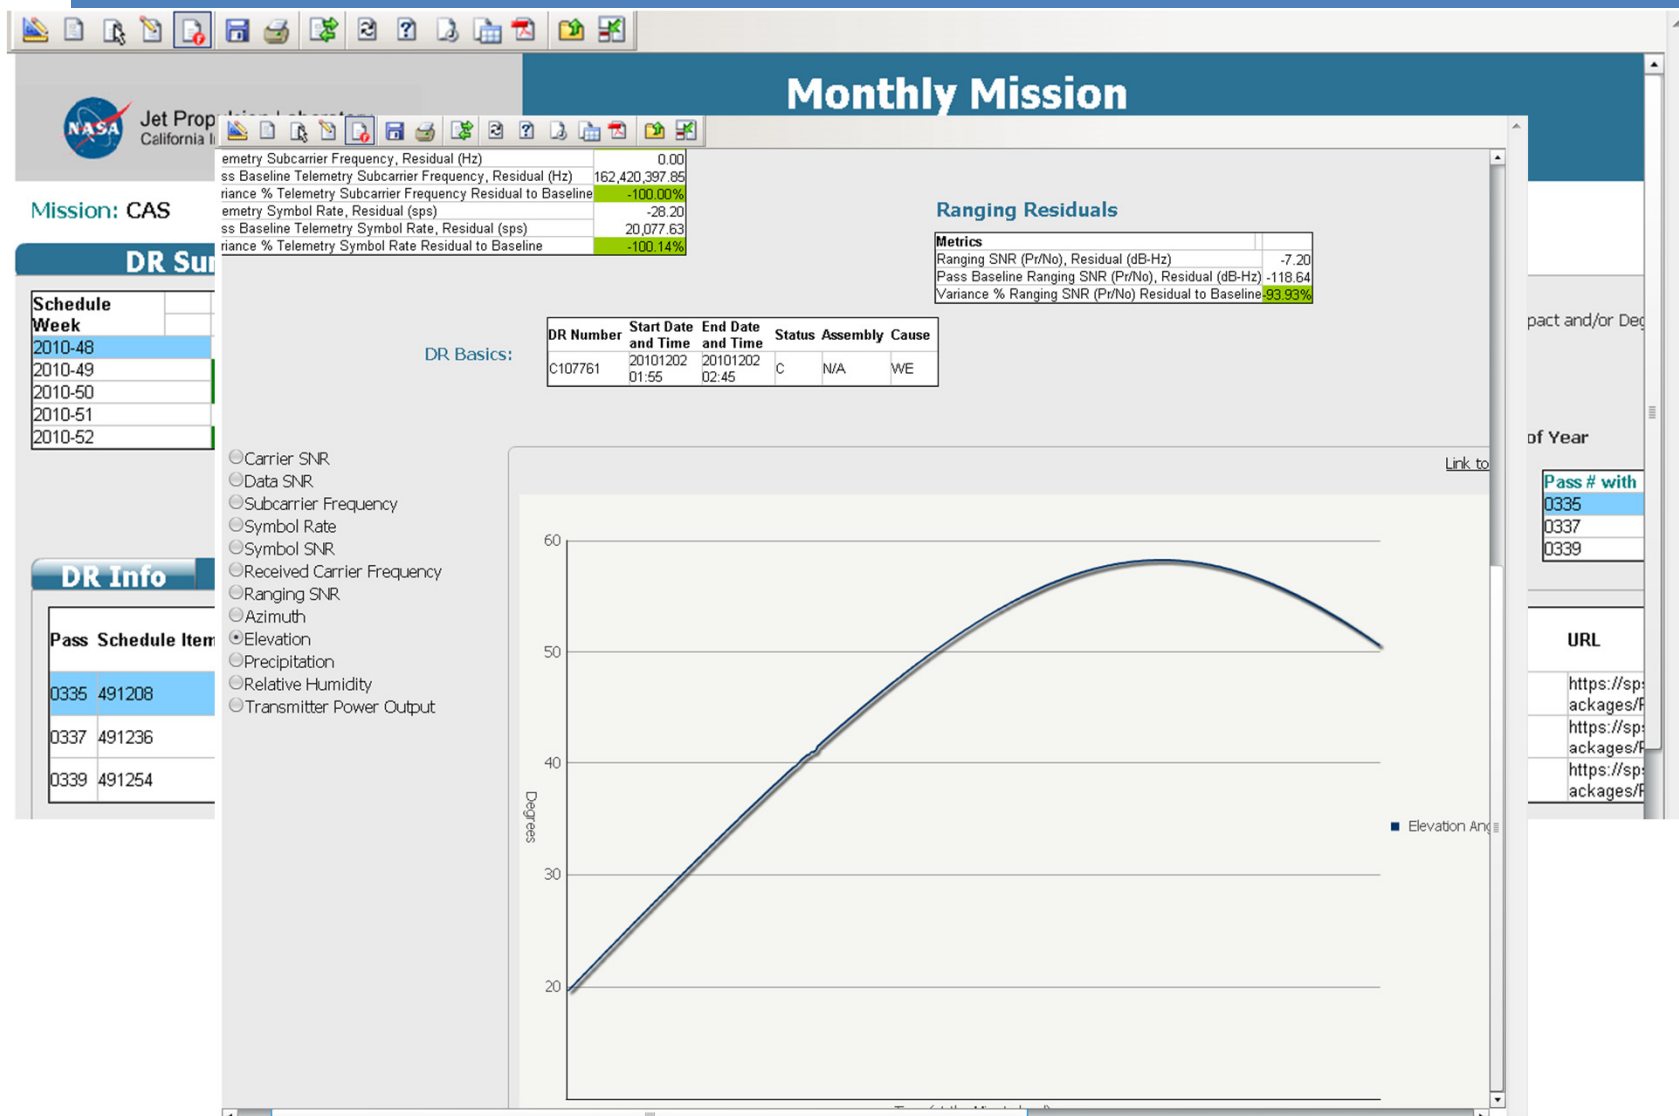 Monthly Mission
NASA
Jet Prop
California I
Mission: CAS
DR Su
Schedule
Week
2010-48
2010-49
2010-50
2010-51
2010-52
DR Info
Pass Schedule Item
0335 491208
0337 491236
0339 491254
emetry Subcarrier Frequency, Residual (Hz) 0.00
ss Baseline Telemetry Subcarrier Frequency, Residual (Hz) 162,420,397.85
riance % Telemetry Subcarrier Frequency Residual to Baseline -100.00%
emetry Symbol Rate, Residual (sps) -28.20
ss Baseline Telemetry Symbol Rate, Residual (sps) 20,077.63
riance % Telemetry Symbol Rate Residual to Baseline -100.14%
Ranging Residuals
Metrics
Ranging SNR (Pr/No), Residual (dB-Hz) -7.20
Pass Baseline Ranging SNR (Pr/No), Residual (dB-Hz) -118.64
Variance % Ranging SNR (Pr/No) Residual to Baseline -93.93%
DR Basics:
DR Number Start Date and Time End Date and Time Status Assembly Cause
C107761 20101202 01:55 20101202 02:45 C N/A WE
Carrier SNR
Data SNR
Subcarrier Frequency
Symbol Rate
Symbol SNR
Received Carrier Frequency
Ranging SNR
Azimuth
Elevation
Precipitation
Relative Humidity
Transmitter Power Output
Link to
60
50
40
30
20
Degrees
Elevation Ang
pact and/or Deg
of Year
Pass # with
0335
0337
0339
URL
https://sp
ackages/F
https://sp
ackages/F
https://sp
ackages/F